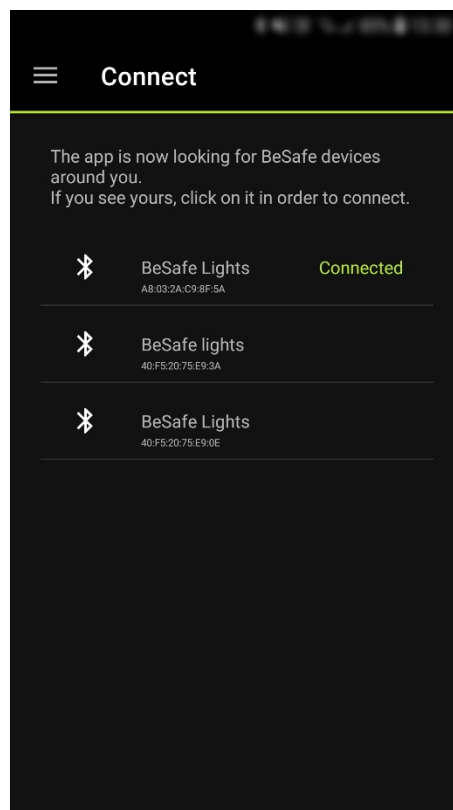 Connect
The app is now looking for BeSafe devices
around you.
If you see yours, click on it in order to connect.
BeSafe Lights
Connected
A8:03:2A:C9:8F:5A
BeSafe lights
40:F5:20:75:E9:3A
BeSafe Lights
40:F5:20:75:E9:0E